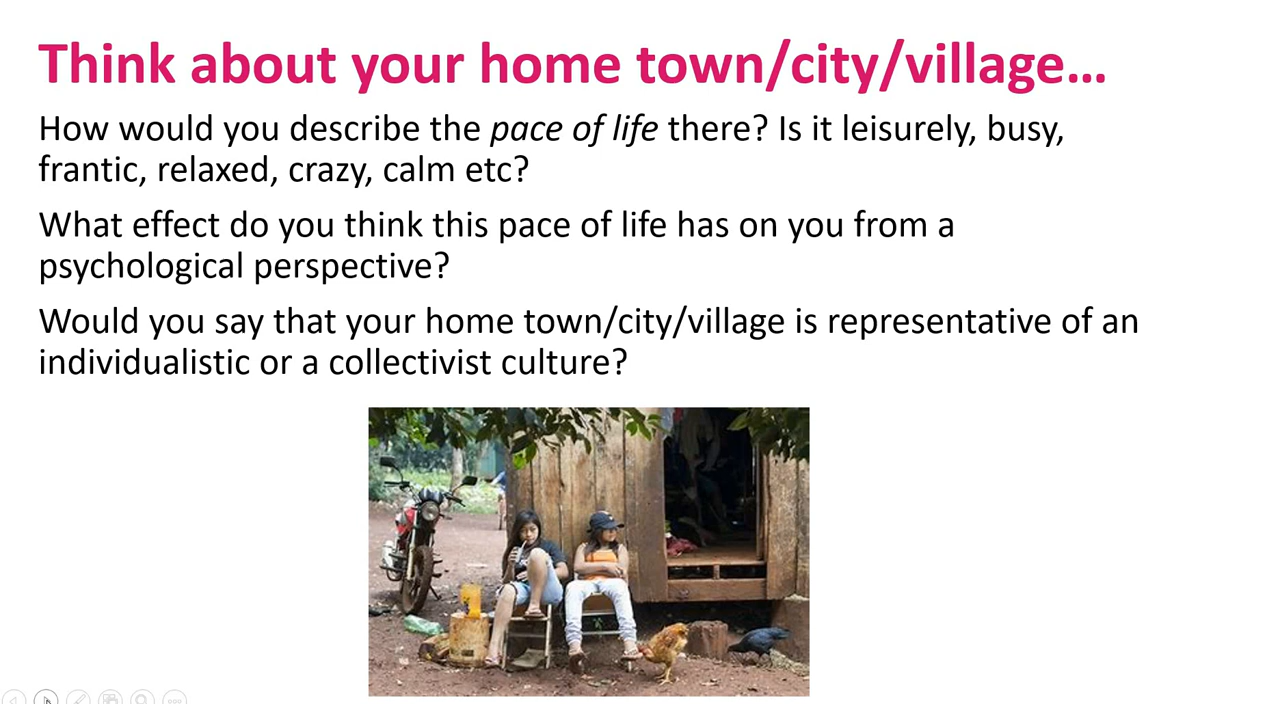 Think about your home town/city/village…
How would you describe the pace of life there? Is it leisurely, busy,
frantic, relaxed, crazy, calm etc?
What effect do you think this pace of life has on you from a
psychological perspective?
Would you say that your home town/city/village is representative of an
individualistic or a collectivist culture?